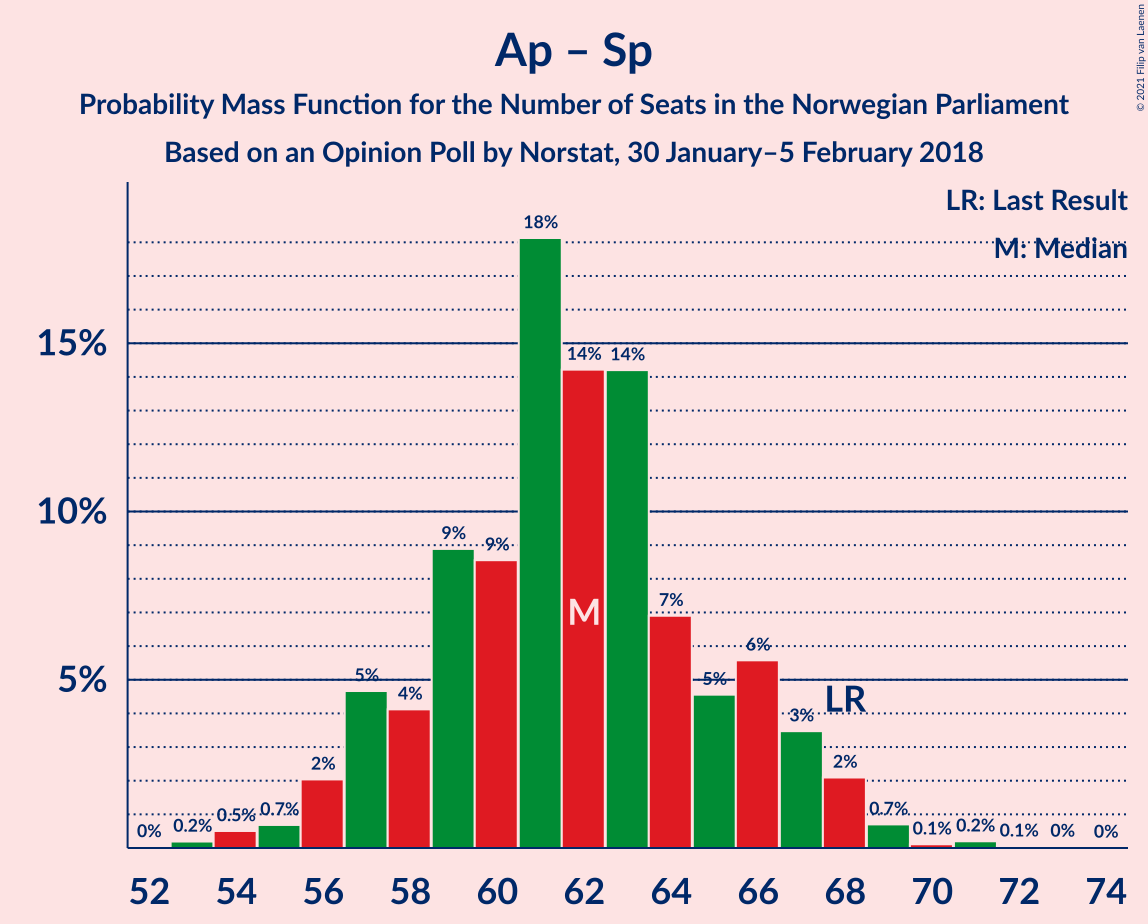 Ap – Sp
Probability Mass Function for the Number of Seats in the Norwegian Parliament
Based on an Opinion Poll by Norstat, 30 January–5 February 2018
© 2021 Filip van Laenen
LR: Last Result
M: Median
15%
10%
5%
0%
0.2%
0.5%
0.7%
2%
5%
4%
9%
9%
18%
14%
14%
7%
5%
6%
3%
2%
0.7%
0.1%
0.2%
0.1%
0%
0%
M
LR
52 54 56 58 60 62 64 66 68 70 72 74